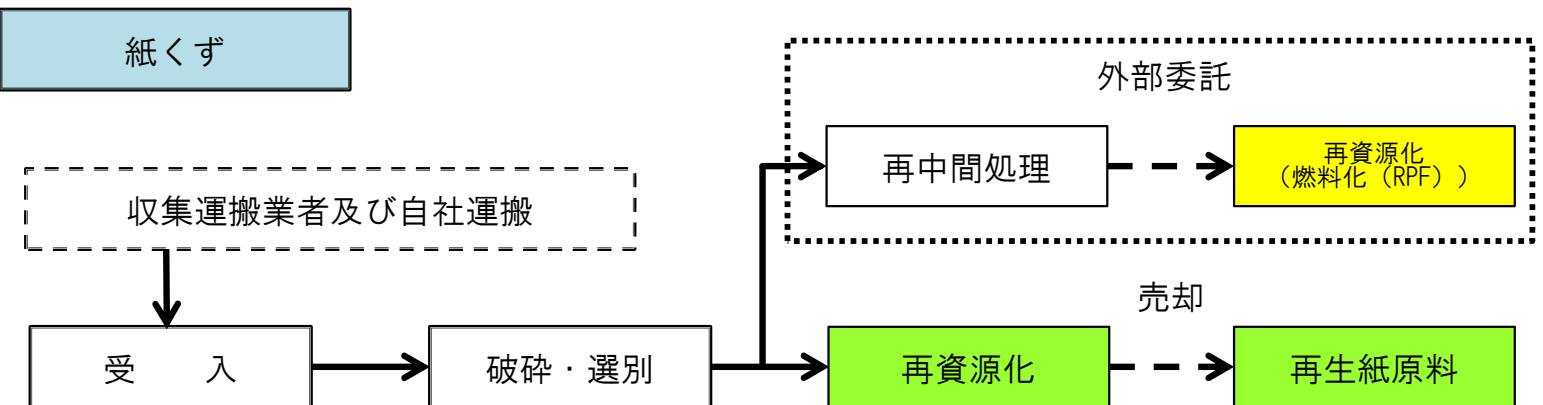 紙くず
外部委託
再中間処理
再資源化
(燃料化(RPF))
収集運搬業者及び自社運搬
売却
受　入
破砕・選別
再資源化
再生紙原料